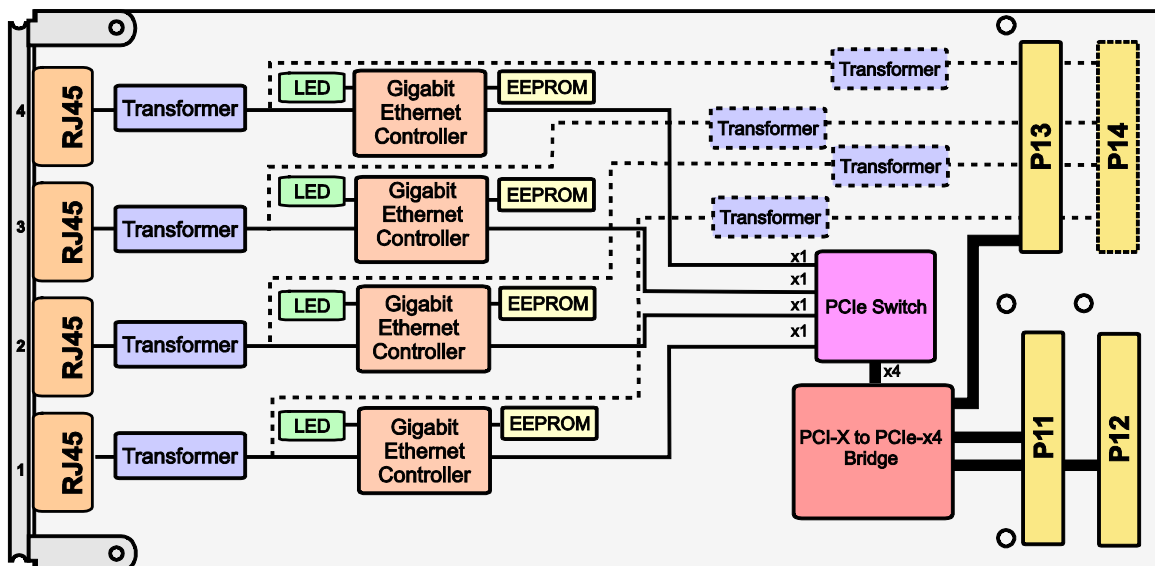 4
RJ45
Transformer
LED
Gigabit
Ethernet
Controller
EEPROM
Transformer
Transformer
Transformer
Transformer
P13
P14
3
RJ45
Transformer
LED
Gigabit
Ethernet
Controller
EEPROM
x1
x1
x1
x1
PCIe Switch
x4
2
RJ45
Transformer
LED
Gigabit
Ethernet
Controller
EEPROM
1
RJ45
Transformer
LED
Gigabit
Ethernet
Controller
EEPROM
PCI-X to PCIe-x4
Bridge
P11
P12